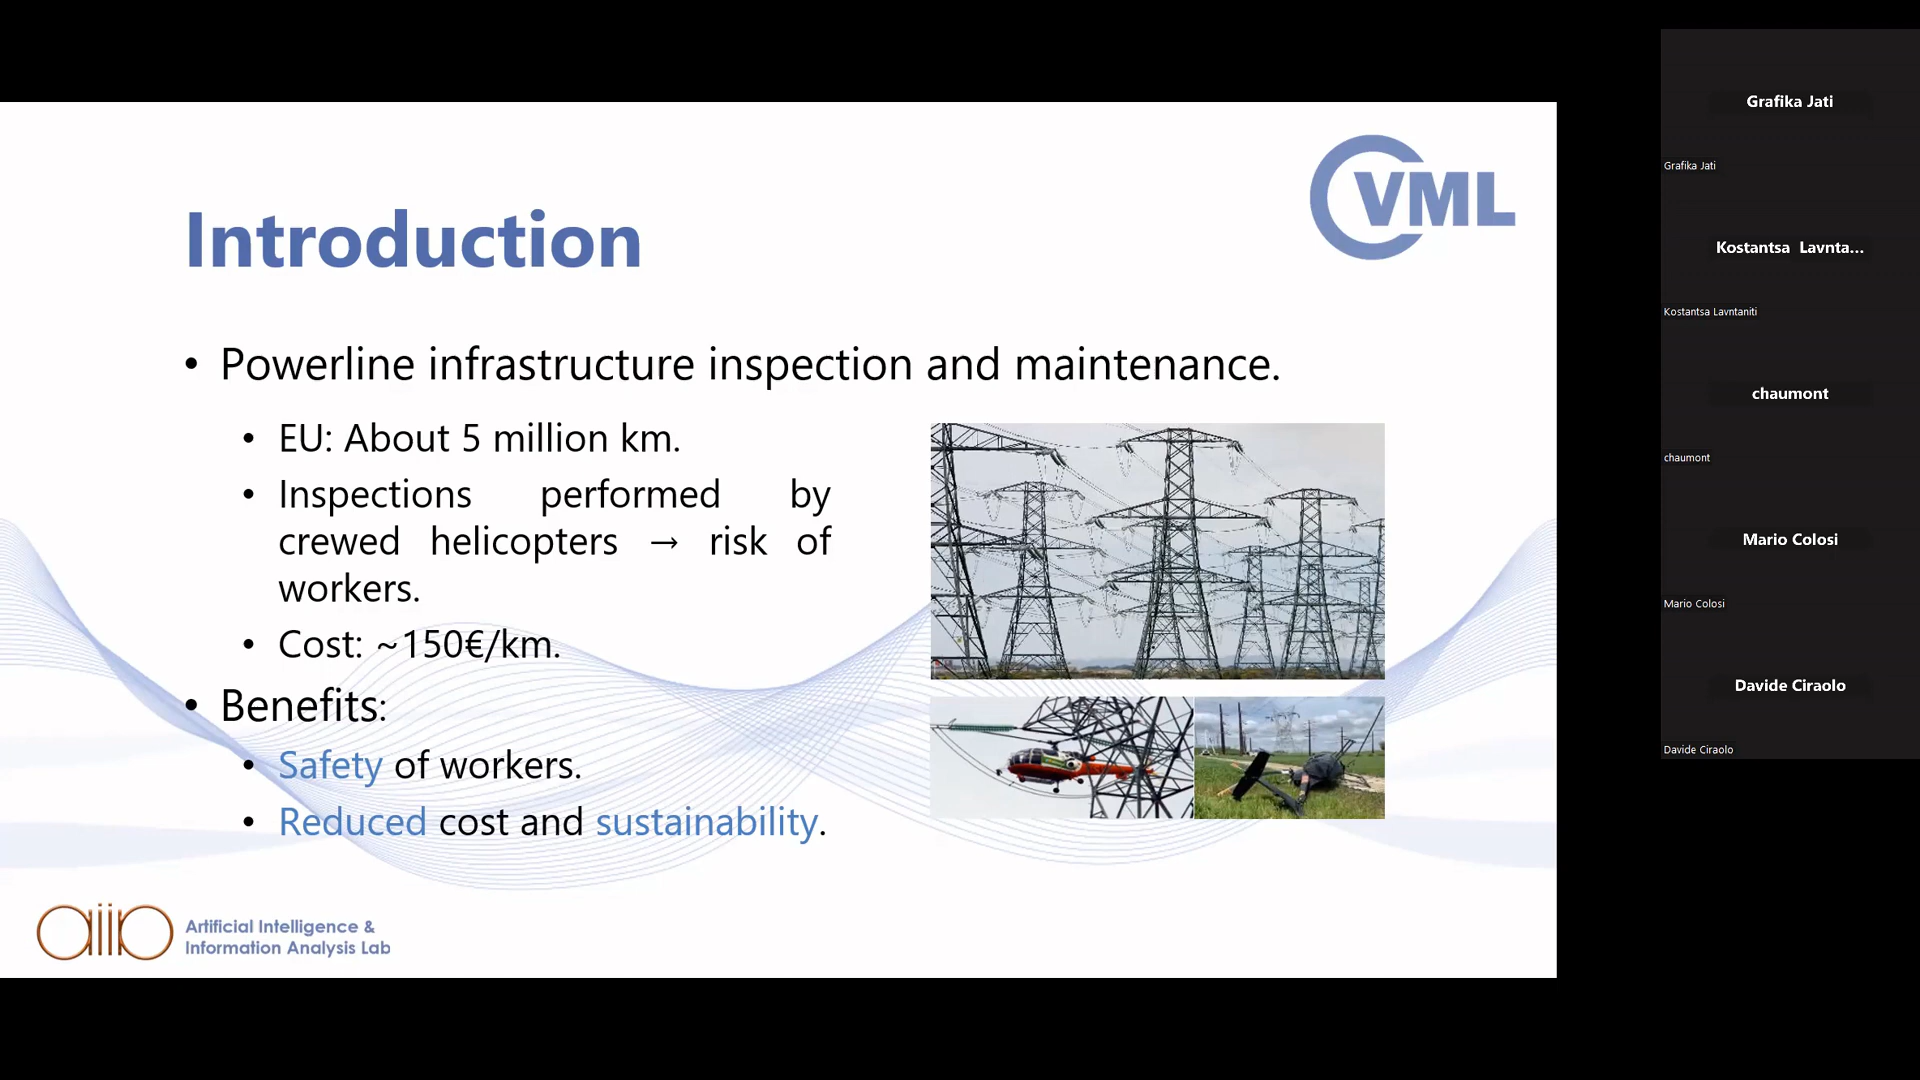 VML
Introduction
• Powerline infrastructure inspection and maintenance.
• EU: About 5 million km.
• Inspections performed by
crewed helicopters → risk of
workers.
• Cost: ~150€/km.
• Benefits:
• Safety of workers.
• Reduced cost and sustainability.
aiia
Artificial Intelligence &
Information Analysis Lab
Grafika Jati
Grafika Jati
Kostantsa Lavnta...
Kostantsa Lavntaniti
chaumont
chaumont
Mario Colosi
Mario Colosi
Davide Ciraolo
Davide Ciraolo